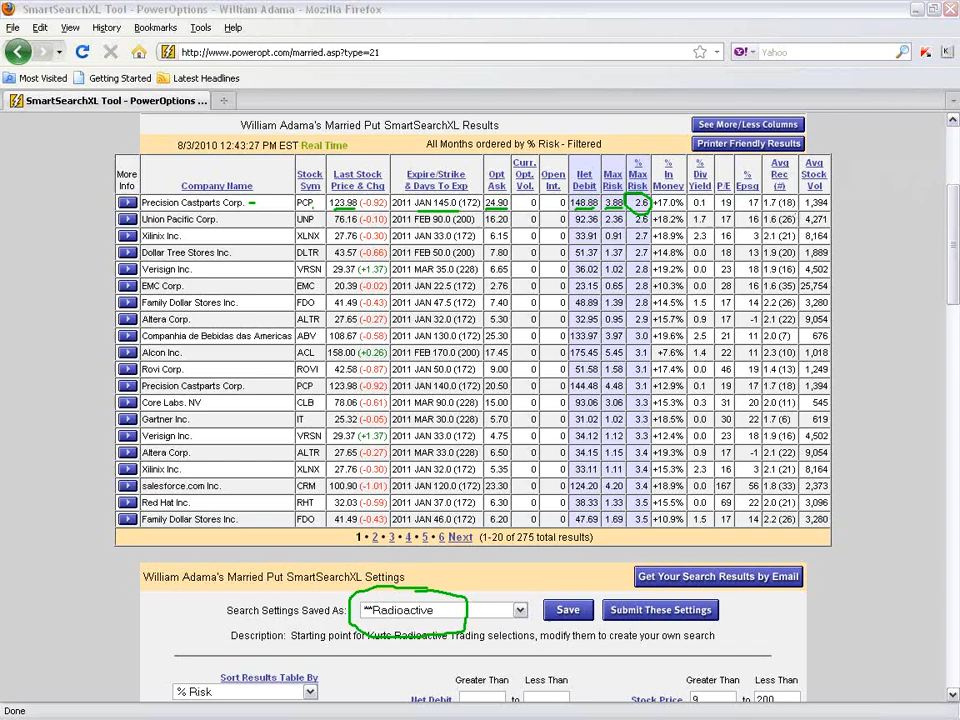 SmartSearchXL Tool - PowerOptions - William Adama - Mozilla Firefox
File Edit View History Bookmarks Tools Help
http://www.poweropt.com/married.asp?type=21
Yahoo
Most Visited Getting Started Latest Headlines
SmartSearchXL Tool - PowerOptions ...
William Adama's Married Put SmartSearchXL Results See More/Less Columns
8/3/2010 12:43:27 PM EST Real Time All Months ordered by % Risk - Filtered Printer Friendly Results
More Info Company Name Stock Sym Last Stock Price & Chg Expire/Strike & Days To Exp Opt Ask Curr. Opt. Vol. Open Int. Net Debit Max Risk % Max Risk % In Money % Div Yield P/E % Epsg Avg Rec (#) Avg Stock Vol
Precision Castparts Corp. PCP 123.98 (-0.92) 2011 JAN 145.0 (172) 24.90 0 0 148.88 3.88 2.6 +17.0% 0.1 19 17 1.7 (18) 1,394
Union Pacific Corp. UNP 76.16 (-0.10) 2011 FEB 90.0 (200) 16.20 0 0 92.36 2.36 2.6 +18.2% 1.7 17 16 1.6 (26) 4,271
Xilinix Inc. XLNX 27.76 (-0.30) 2011 JAN 33.0 (172) 6.15 0 0 33.91 0.91 2.7 +18.9% 2.3 16 3 2.1 (21) 8,164
Dollar Tree Stores Inc. DLTR 43.57 (-0.66) 2011 FEB 50.0 (200) 7.80 0 0 51.37 1.37 2.7 +14.8% 0.0 18 13 1.9 (20) 1,889
Verisign Inc. VRSN 29.37 (+1.37) 2011 MAR 35.0 (228) 6.65 0 0 36.02 1.02 2.8 +19.2% 0.0 23 18 1.9 (16) 4,502
EMC Corp. EMC 20.39 (-0.02) 2011 JAN 22.5 (172) 2.76 0 0 23.15 0.65 2.8 +10.3% 0.0 28 16 1.6 (35) 25,754
Family Dollar Stores Inc. FDO 41.49 (-0.43) 2011 JAN 47.5 (172) 7.40 0 0 48.89 1.39 2.8 +14.5% 1.5 17 14 2.2 (26) 3,280
Altera Corp. ALTR 27.65 (-0.27) 2011 JAN 32.0 (172) 5.30 0 0 32.95 0.95 2.9 +15.7% 0.9 17 -1 2.1 (22) 9,054
Companhia de Bebidas das Americas ABV 108.67 (-0.58) 2011 JAN 130.0 (172) 25.30 0 0 133.97 3.97 3.0 +19.6% 2.5 21 11 2.0 (7) 676
Alcon Inc. ACL 158.00 (+0.26) 2011 FEB 170.0 (200) 17.45 0 0 175.45 5.45 3.1 +7.6% 1.4 22 11 2.3 (10) 1,018
Rovi Corp. ROVI 42.58 (-0.87) 2011 JAN 50.0 (172) 9.00 0 0 51.58 1.58 3.1 +17.4% 0.0 46 19 1.4 (13) 1,249
Precision Castparts Corp. PCP 123.98 (-0.92) 2011 JAN 140.0 (172) 20.50 0 0 144.48 4.48 3.1 +12.9% 0.1 19 17 1.7 (18) 1,394
Core Labs. NV CLB 78.06 (-0.61) 2011 MAR 90.0 (228) 15.00 0 0 93.06 3.06 3.3 +15.3% 0.3 31 20 2.0 (11) 545
Gartner Inc. IT 25.32 (-0.05) 2011 MAR 30.0 (228) 5.70 0 0 31.02 1.02 3.3 +18.5% 0.0 30 22 1.7 (6) 619
Verisign Inc. VRSN 29.37 (+1.37) 2011 JAN 33.0 (172) 4.75 0 0 34.12 1.12 3.3 +12.4% 0.0 23 18 1.9 (16) 4,502
Altera Corp. ALTR 27.65 (-0.27) 2011 MAR 33.0 (228) 6.50 0 0 34.15 1.15 3.4 +19.3% 0.9 17 -1 2.1 (22) 9,054
Xilinix Inc. XLNX 27.76 (-0.30) 2011 JAN 32.0 (172) 5.35 0 0 33.11 1.11 3.4 +15.3% 2.3 16 3 2.1 (21) 8,164
salesforce.com Inc. CRM 100.90 (-1.01) 2011 JAN 120.0 (172) 23.30 0 0 124.20 4.20 3.4 +18.9% 0.0 167 56 1.8 (33) 2,373
Red Hat Inc. RHT 32.03 (-0.59) 2011 JAN 37.0 (172) 6.30 0 0 38.33 1.33 3.5 +15.5% 0.0 69 22 2.1 (21) 3,096
Family Dollar Stores Inc. FDO 41.49 (-0.43) 2011 JAN 46.0 (172) 6.20 0 0 47.69 1.69 3.5 +10.9% 1.5 17 14 2.2 (26) 3,280
1 • 2 • 3 • 4 • 5 • 6 Next (1-20 of 275 total results)
William Adama's Married Put SmartSearchXL Settings Get Your Search Results by Email
Search Settings Saved As: **Radioactive Save Submit These Settings
Description: Starting point for Kurts Radioactive Trading selections, modify them to create your own search
Sort Results Table By Greater Than Less Than Greater Than Less Than
% Risk Net Debit to Stock Price 9 to 200
Done